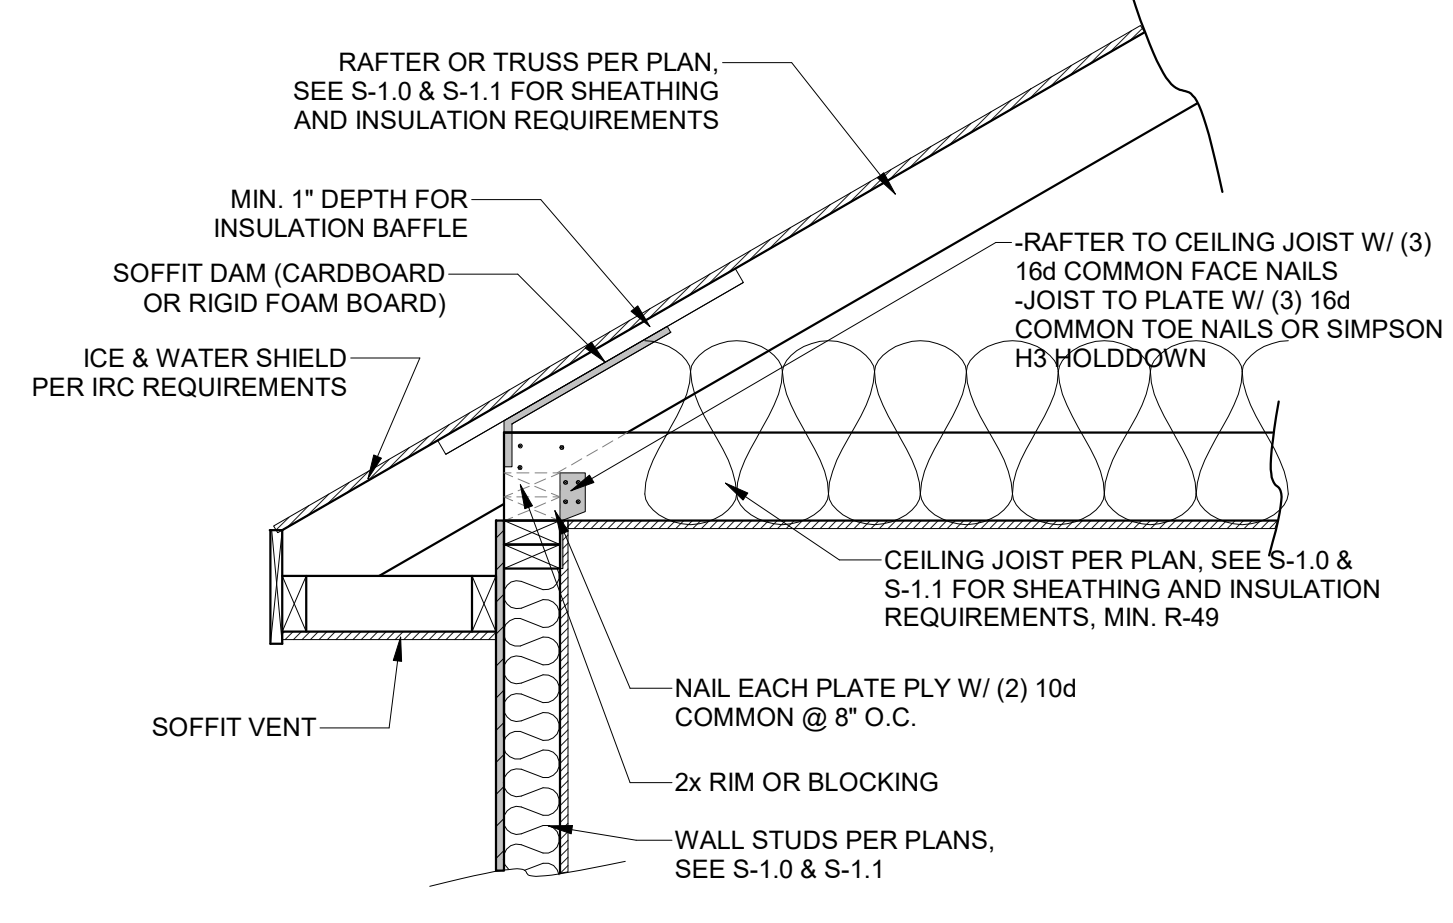 RAFTER OR TRUSS PER PLAN,
SEE S-1.0 & S-1.1 FOR SHEATHING
AND INSULATION REQUIREMENTS
MIN. 1" DEPTH FOR
INSULATION BAFFLE
SOFFIT DAM (CARDBOARD
OR RIGID FOAM BOARD)
ICE & WATER SHIELD
PER IRC REQUIREMENTS
-RAFTER TO CEILING JOIST W/ (3)
16d COMMON FACE NAILS
-JOIST TO PLATE W/ (3) 16d
COMMON TOE NAILS OR SIMPSON
H3 HOLDDOWN
CEILING JOIST PER PLAN, SEE S-1.0 &
S-1.1 FOR SHEATHING AND INSULATION
REQUIREMENTS, MIN. R-49
NAIL EACH PLATE PLY W/ (2) 10d
COMMON @ 8" O.C.
SOFFIT VENT
2x RIM OR BLOCKING
WALL STUDS PER PLANS,
SEE S-1.0 & S-1.1